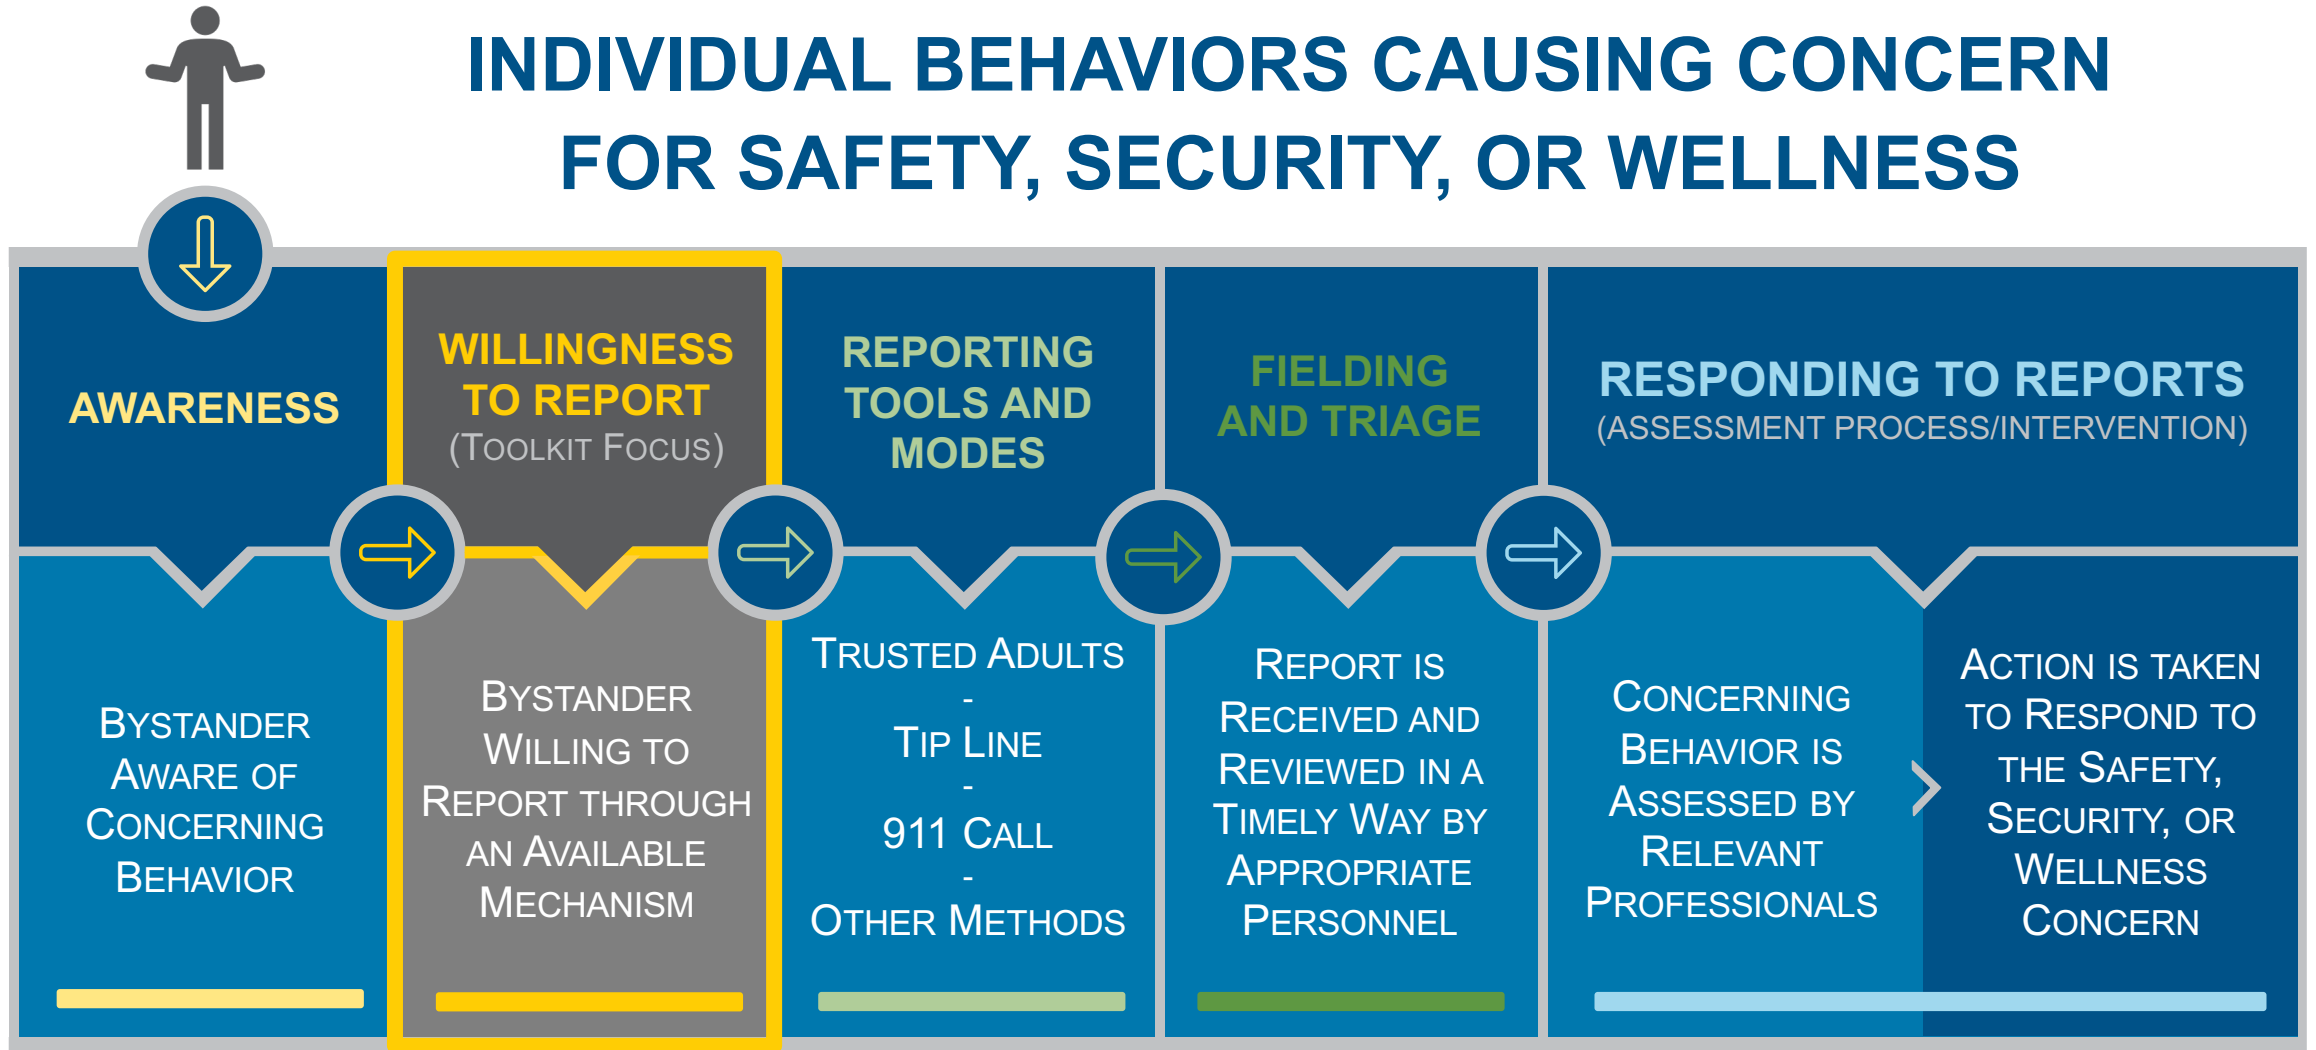 INDIVIDUAL BEHAVIORS CAUSING CONCERN
FOR SAFETY, SECURITY, OR WELLNESS
AWARENESS
BYSTANDER
AWARE OF
CONCERNING
BEHAVIOR
WILLINGNESS
TO REPORT
(TOOLKIT FOCUS)
BYSTANDER
WILLING TO
REPORT THROUGH
AN AVAILABLE
MECHANISM
REPORTING
TOOLS AND
MODES
TRUSTED ADULTS
-
TIP LINE
-
911 CALL
-
OTHER METHODS
FIELDING
AND TRIAGE
REPORT IS
RECEIVED AND
REVIEWED IN A
TIMELY WAY BY
APPROPRIATE
PERSONNEL
RESPONDING TO REPORTS
(ASSESSMENT PROCESS/INTERVENTION)
CONCERNING
BEHAVIOR IS
ASSESSED BY
RELEVANT
PROFESSIONALS
ACTION IS TAKEN
TO RESPOND TO
THE SAFETY,
SECURITY, OR
WELLNESS
CONCERN